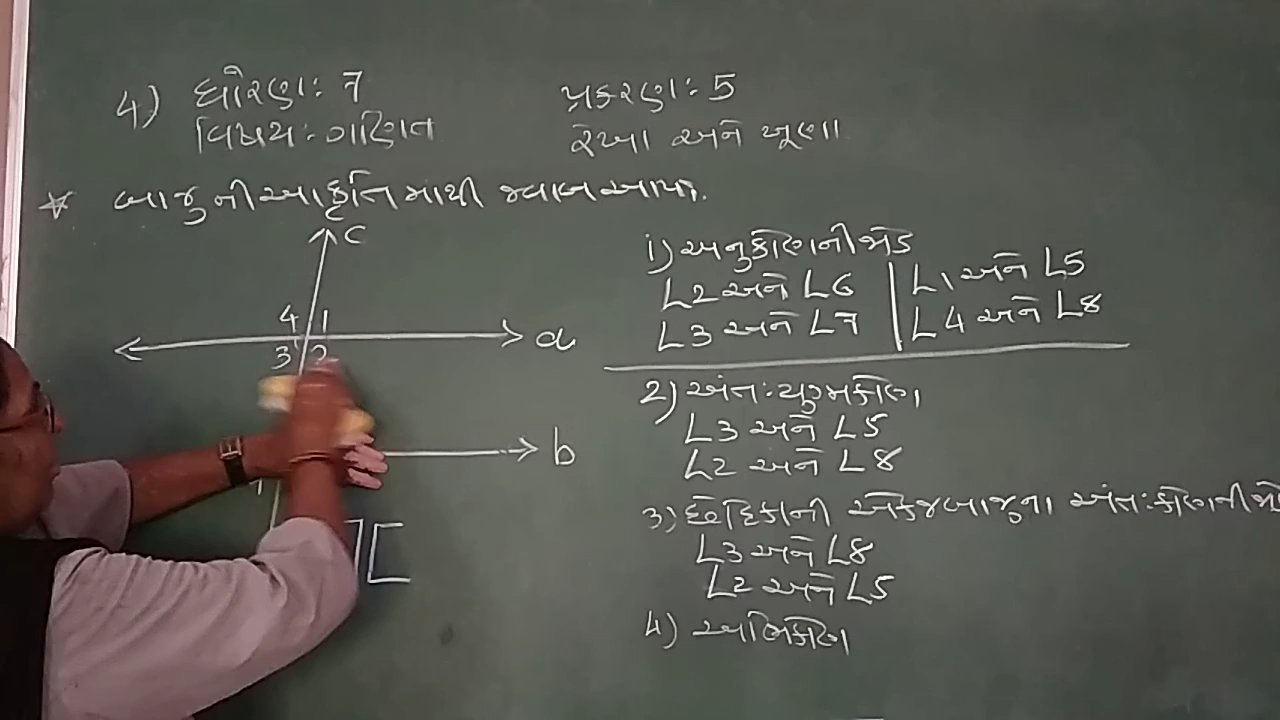 4) ધોરણ: 7
પ્રકરણ: 5
વિષય: ગણિત
રેખા અને ખૂણા
* બાજુની આકૃતિમાંથી જવાબ આપો.
c
4 1
a
3 2
b
1) અનુકોણની જોડ
∠2 અને ∠6 | ∠1 અને ∠5
∠3 અને ∠7 | ∠4 અને ∠8
2) અંત:યુગ્મકોણ
∠3 અને ∠5
∠2 અને ∠8
3) છેદિકાની એકજ બાજુના અંત:કોણની
∠3 અને ∠8
∠2 અને ∠5
4) અભિકોણ